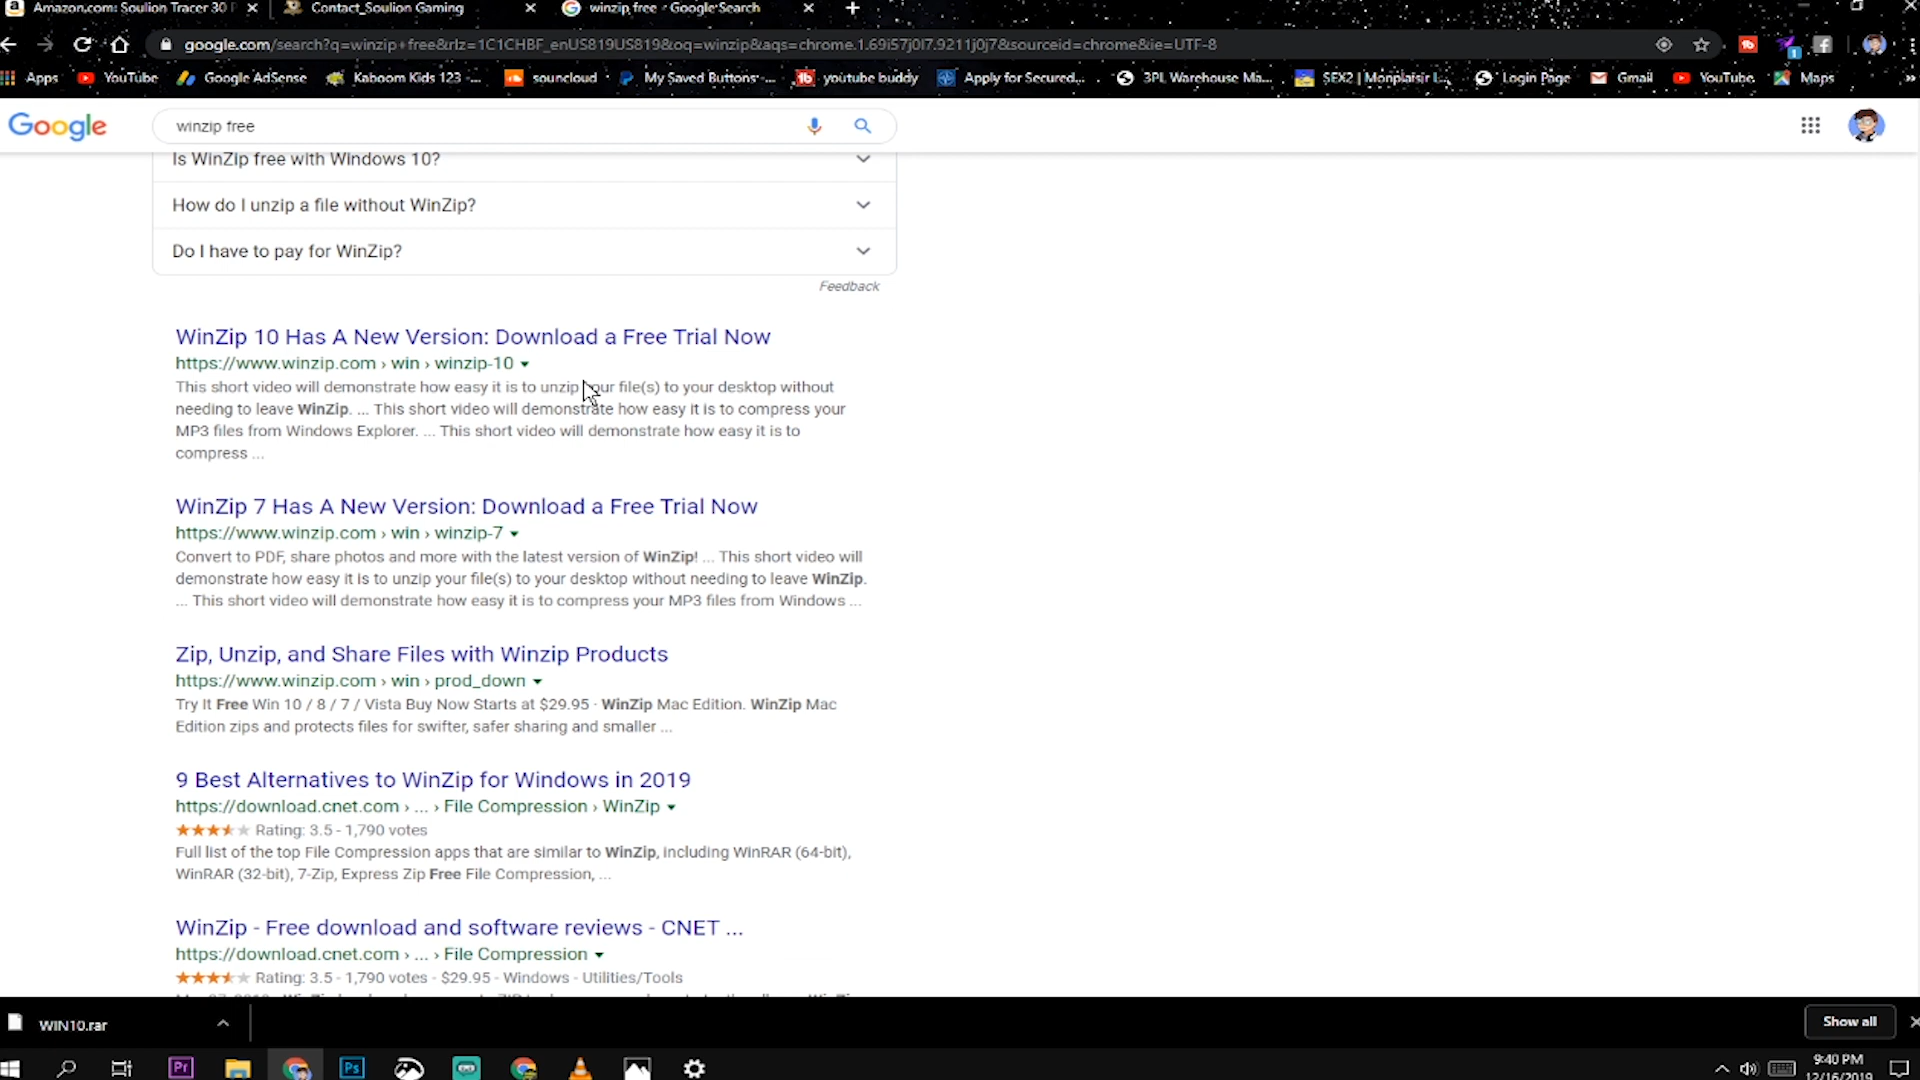 Amazon.com: Soulion Tracer 30 P
Contact_Soulion Gaming
winzip free - Google Search
google.com/search?q=winzip+free&rlz=1C1CHBF_enUS819US819&oq=winzip&aqs=chrome.1.69i57j0l7.9211j0j7&sourceid=chrome&ie=UTF-8
Apps YouTube Google AdSense Kaboom Kids 123 -... souncloud My Saved Buttons -... youtube buddy Apply for Secured... 3PL Warehouse Ma... SEX2 | Monplaisir L... Login Page Gmail YouTube Maps
Google
winzip free
Is WinZip free with Windows 10?
How do I unzip a file without WinZip?
Do I have to pay for WinZip?
Feedback
WinZip 10 Has A New Version: Download a Free Trial Now
https://www.winzip.com › win › winzip-10
This short video will demonstrate how easy it is to unzip your file(s) to your desktop without
needing to leave WinZip. ... This short video will demonstrate how easy it is to compress your
MP3 files from Windows Explorer. ... This short video will demonstrate how easy it is to
compress ...
WinZip 7 Has A New Version: Download a Free Trial Now
https://www.winzip.com › win › winzip-7
Convert to PDF, share photos and more with the latest version of WinZip! ... This short video will
demonstrate how easy it is to unzip your file(s) to your desktop without needing to leave WinZip.
... This short video will demonstrate how easy it is to compress your MP3 files from Windows ...
Zip, Unzip, and Share Files with Winzip Products
https://www.winzip.com › win › prod_down
Try It Free Win 10 / 8 / 7 / Vista Buy Now Starts at $29.95 · WinZip Mac Edition. WinZip Mac
Edition zips and protects files for swifter, safer sharing and smaller ...
9 Best Alternatives to WinZip for Windows in 2019
https://download.cnet.com › ... › File Compression › WinZip
Rating: 3.5 - 1,790 votes
Full list of the top File Compression apps that are similar to WinZip, including WinRAR (64-bit),
WinRAR (32-bit), 7-Zip, Express Zip Free File Compression, ...
WinZip - Free download and software reviews - CNET ...
https://download.cnet.com › ... › File Compression
Rating: 3.5 - 1,790 votes - $29.95 - Windows - Utilities/Tools
WIN10.rar
Show all
Pr
Ps
9:40 PM
12/16/2019